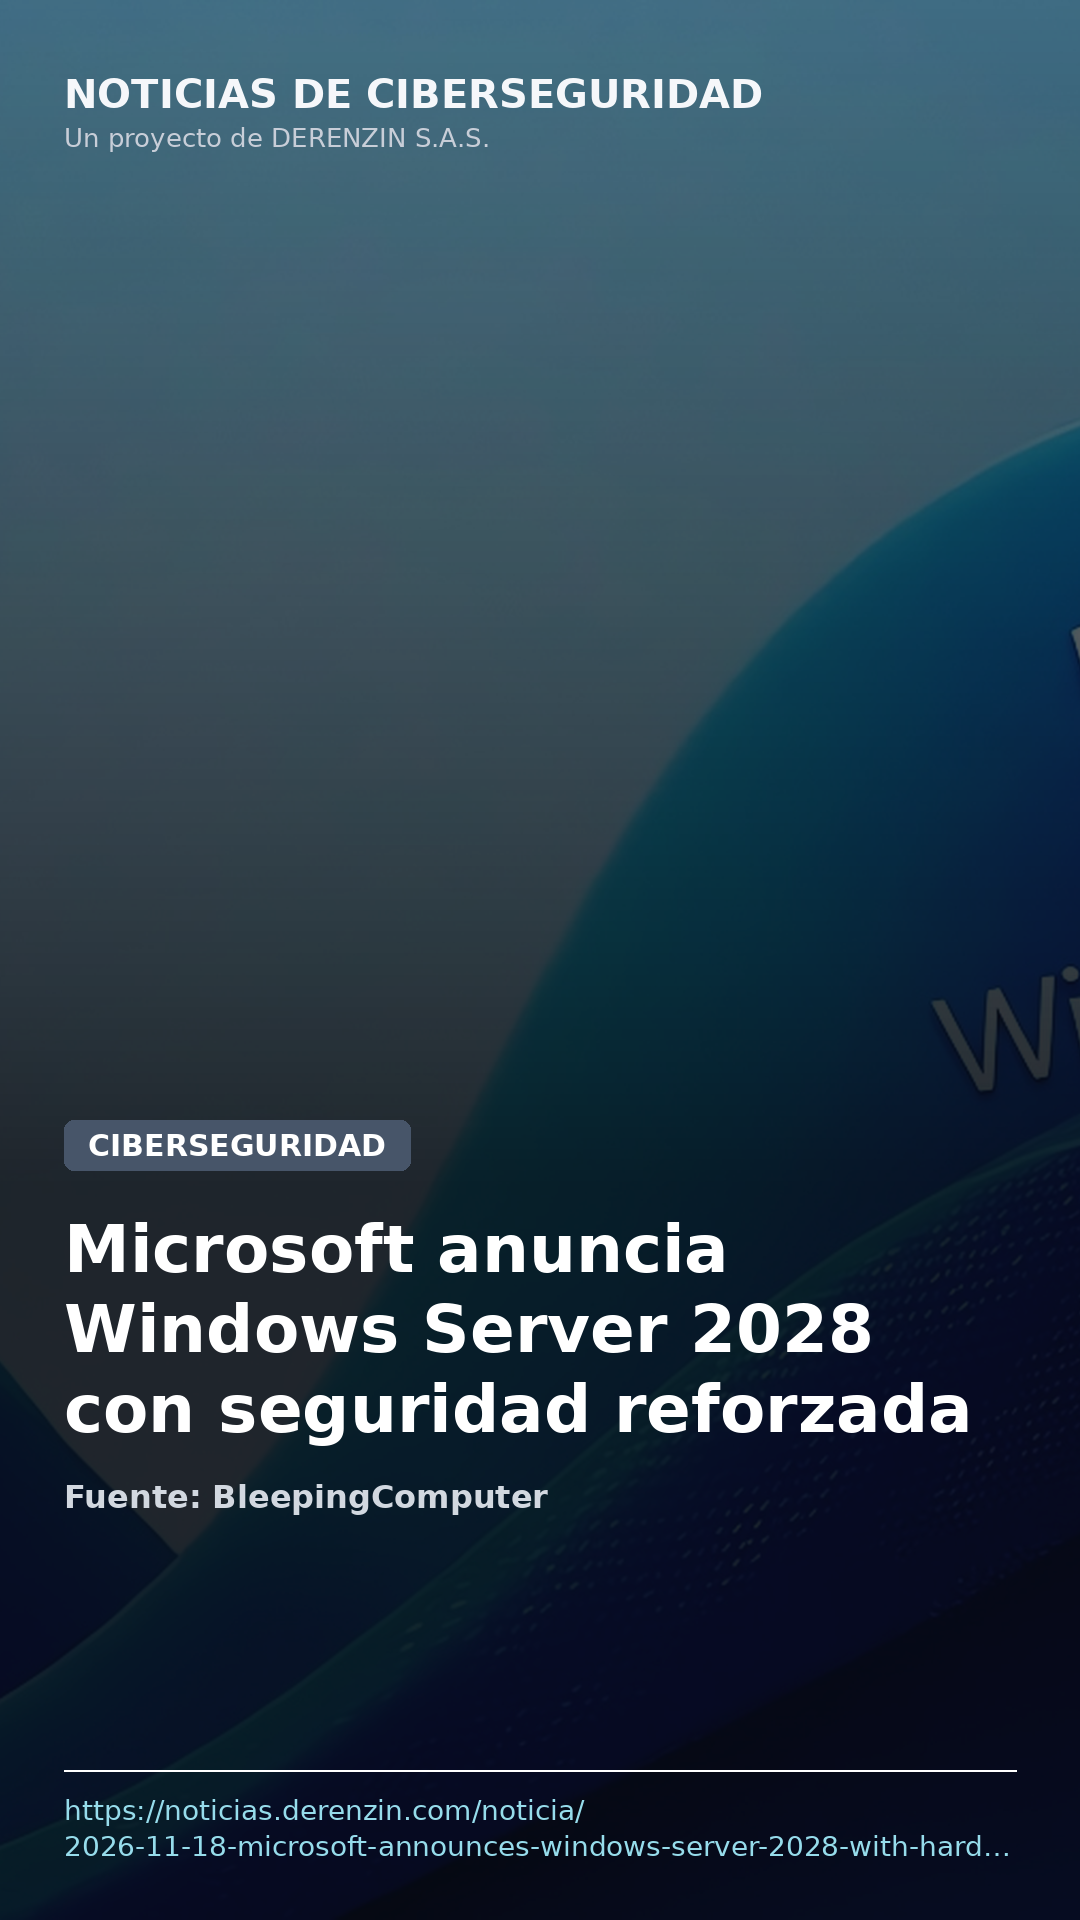 NOTICIAS DE CIBERSEGURIDAD
Un proyecto de DERENZIN S.A.S.
Wi
CIBERSEGURIDAD
Microsoft anuncia
Windows Server 2028
con seguridad reforzada
Fuente: BleepingComputer
https://noticias.derenzin.com/noticia/
2026-11-18-microsoft-announces-windows-server-2028-with-hard...